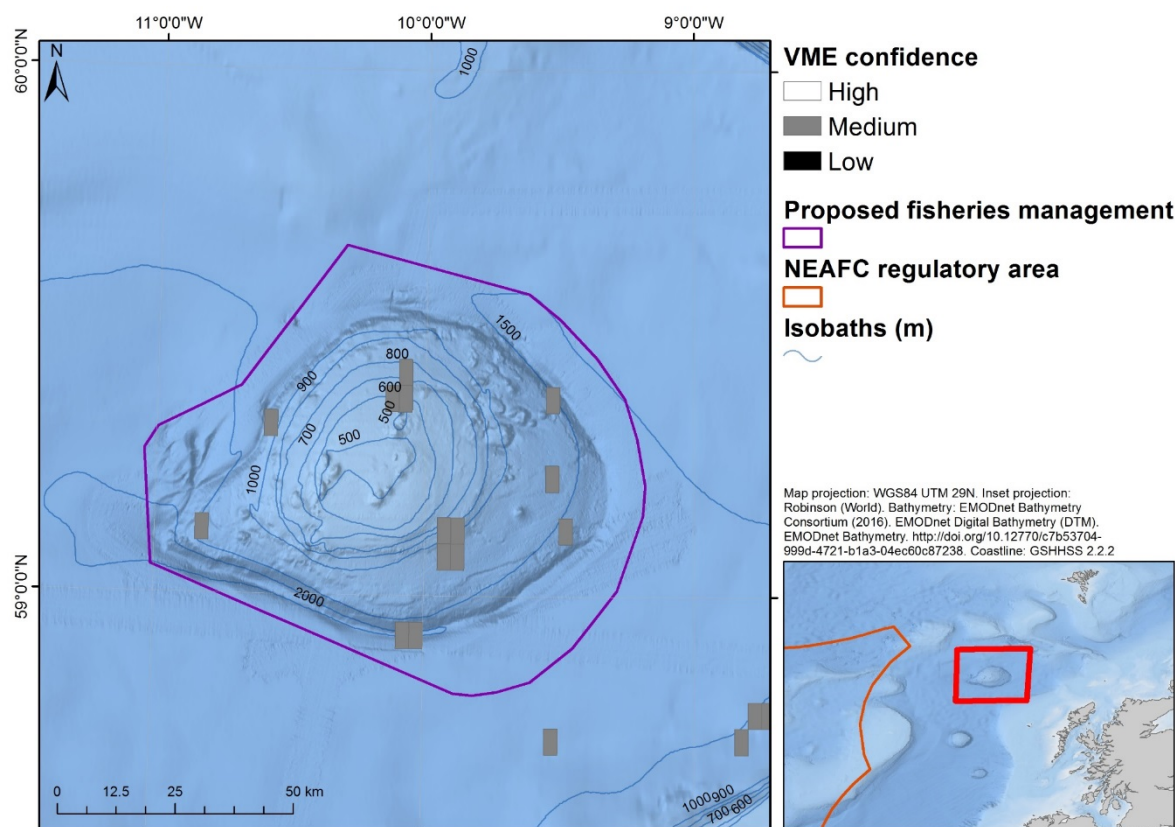 11°0'0"W 10°0'0"W 9°0'0"W
60°0'0"N
N
1000
1500
800
900
600
500
700
500
1000
2000
59°0'0"N
0 12.5 25 50 km
1000 900
700 600
VME confidence
High
Medium
Low
Proposed fisheries management
NEAFC regulatory area
Isobaths (m)
Map projection: WGS84 UTM 29N. Inset projection:
Robinson (World). Bathymetry: EMODnet Bathymetry
Consortium (2016). EMODnet Digital Bathymetry (DTM).
EMODnet Bathymetry. http://doi.org/10.12770/c7b53704-
999d-4721-b1a3-04ec60c87238. Coastline: GSHHSS 2.2.2